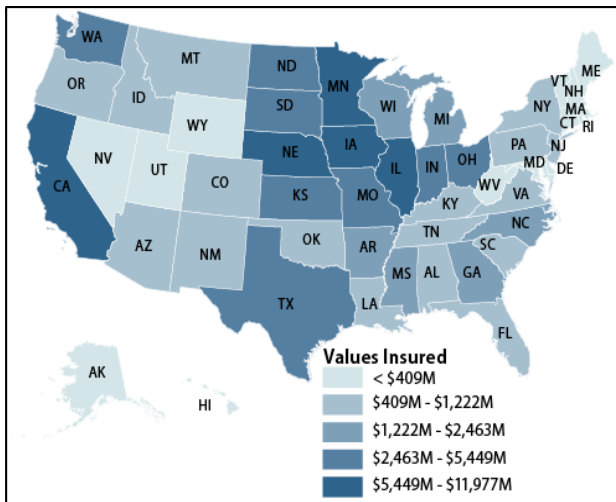 WA
MT
ND
MN
ME
VT
NH
OR
ID
SD
WI
NY
MA
WY
MI
CT
RI
NV
NE
IA
PA
NJ
UT
IL
IN
OH
MD
DE
CA
CO
KS
MO
WV
VA
KY
AZ
NM
OK
AR
TN
NC
SC
TX
LA
MS
AL
GA
FL
AK
HI
Values Insured
< $409M
$409M - $1,222M
$1,222M - $2,463M
$2,463M - $5,449M
$5,449M - $11,977M